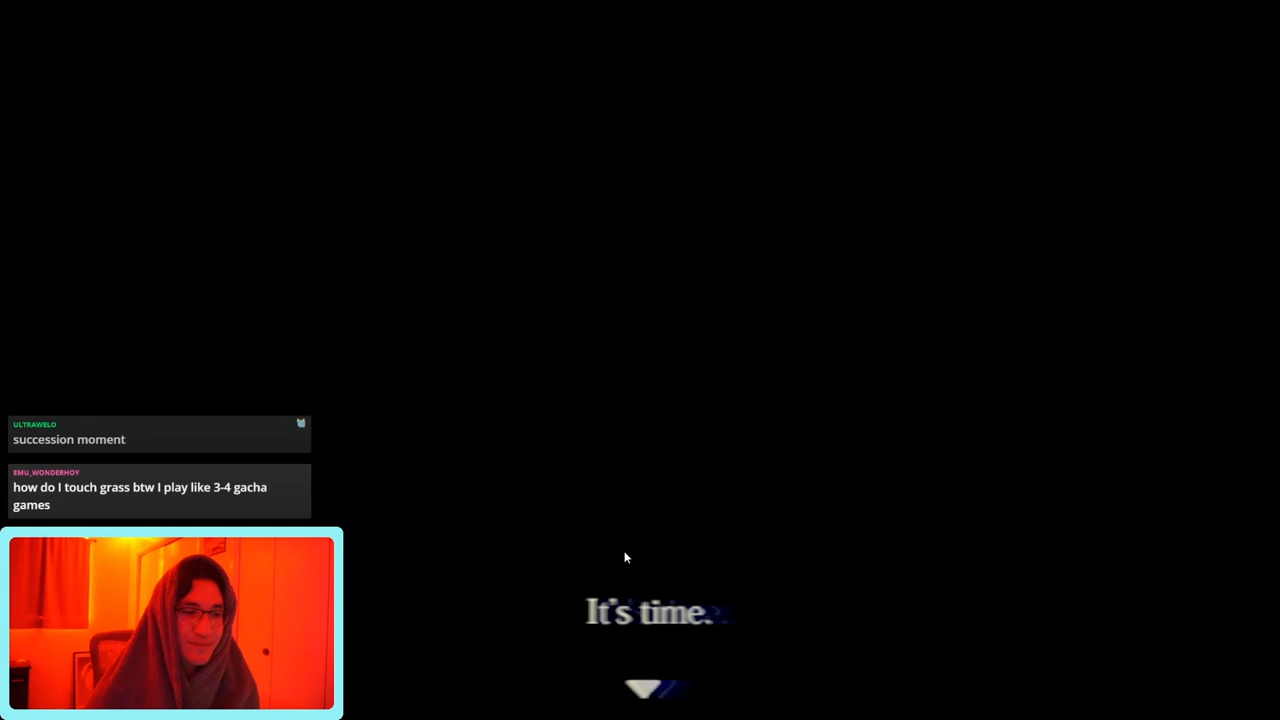 ULTRAWELO
succession moment
EMU_WONDERHOY
how do I touch grass btw I play like 3-4 gacha
games
It's time.